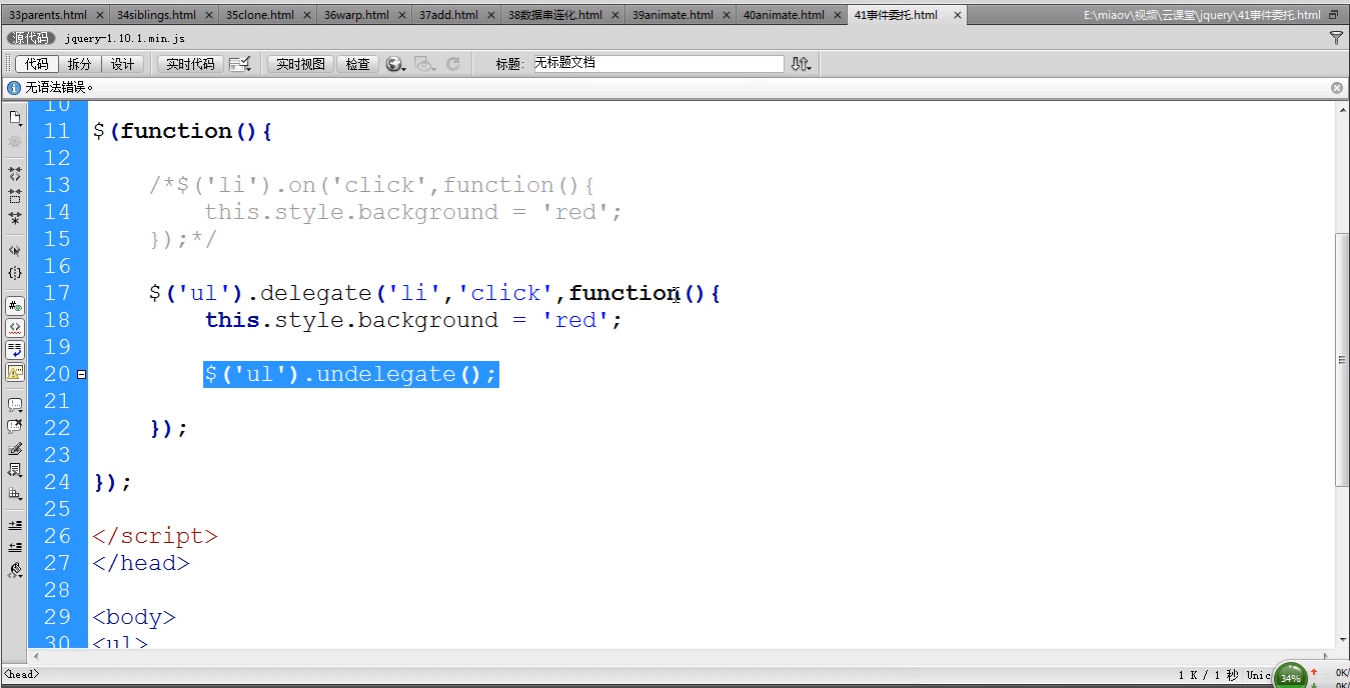 33parents.html × 34siblings.html × 35clone.html × 36warp.html × 37add.html × 38数据串连化.html × 39animate.html × 40animate.html × 41事件委托.html × E:\miaov\视频\云课堂\jquery\41事件委托.html
源代码 jquery-1.10.1.min.js
代码 拆分 设计 实时代码 实时视图 检查 标题: 无标题文档
无语法错误。
10
11 $(function(){
12
13 /*$('li').on('click',function(){
14 this.style.background = 'red';
15 });*/
16
17 $('ul').delegate('li','click',function(){
18 this.style.background = 'red';
19
20 $('ul').undelegate();
21
22 });
23
24 });
25
26 </script>
27 </head>
28
29 <body>
30 <ul>
<head> 1 K / 1 秒 Unic 34% 0K/
0K/